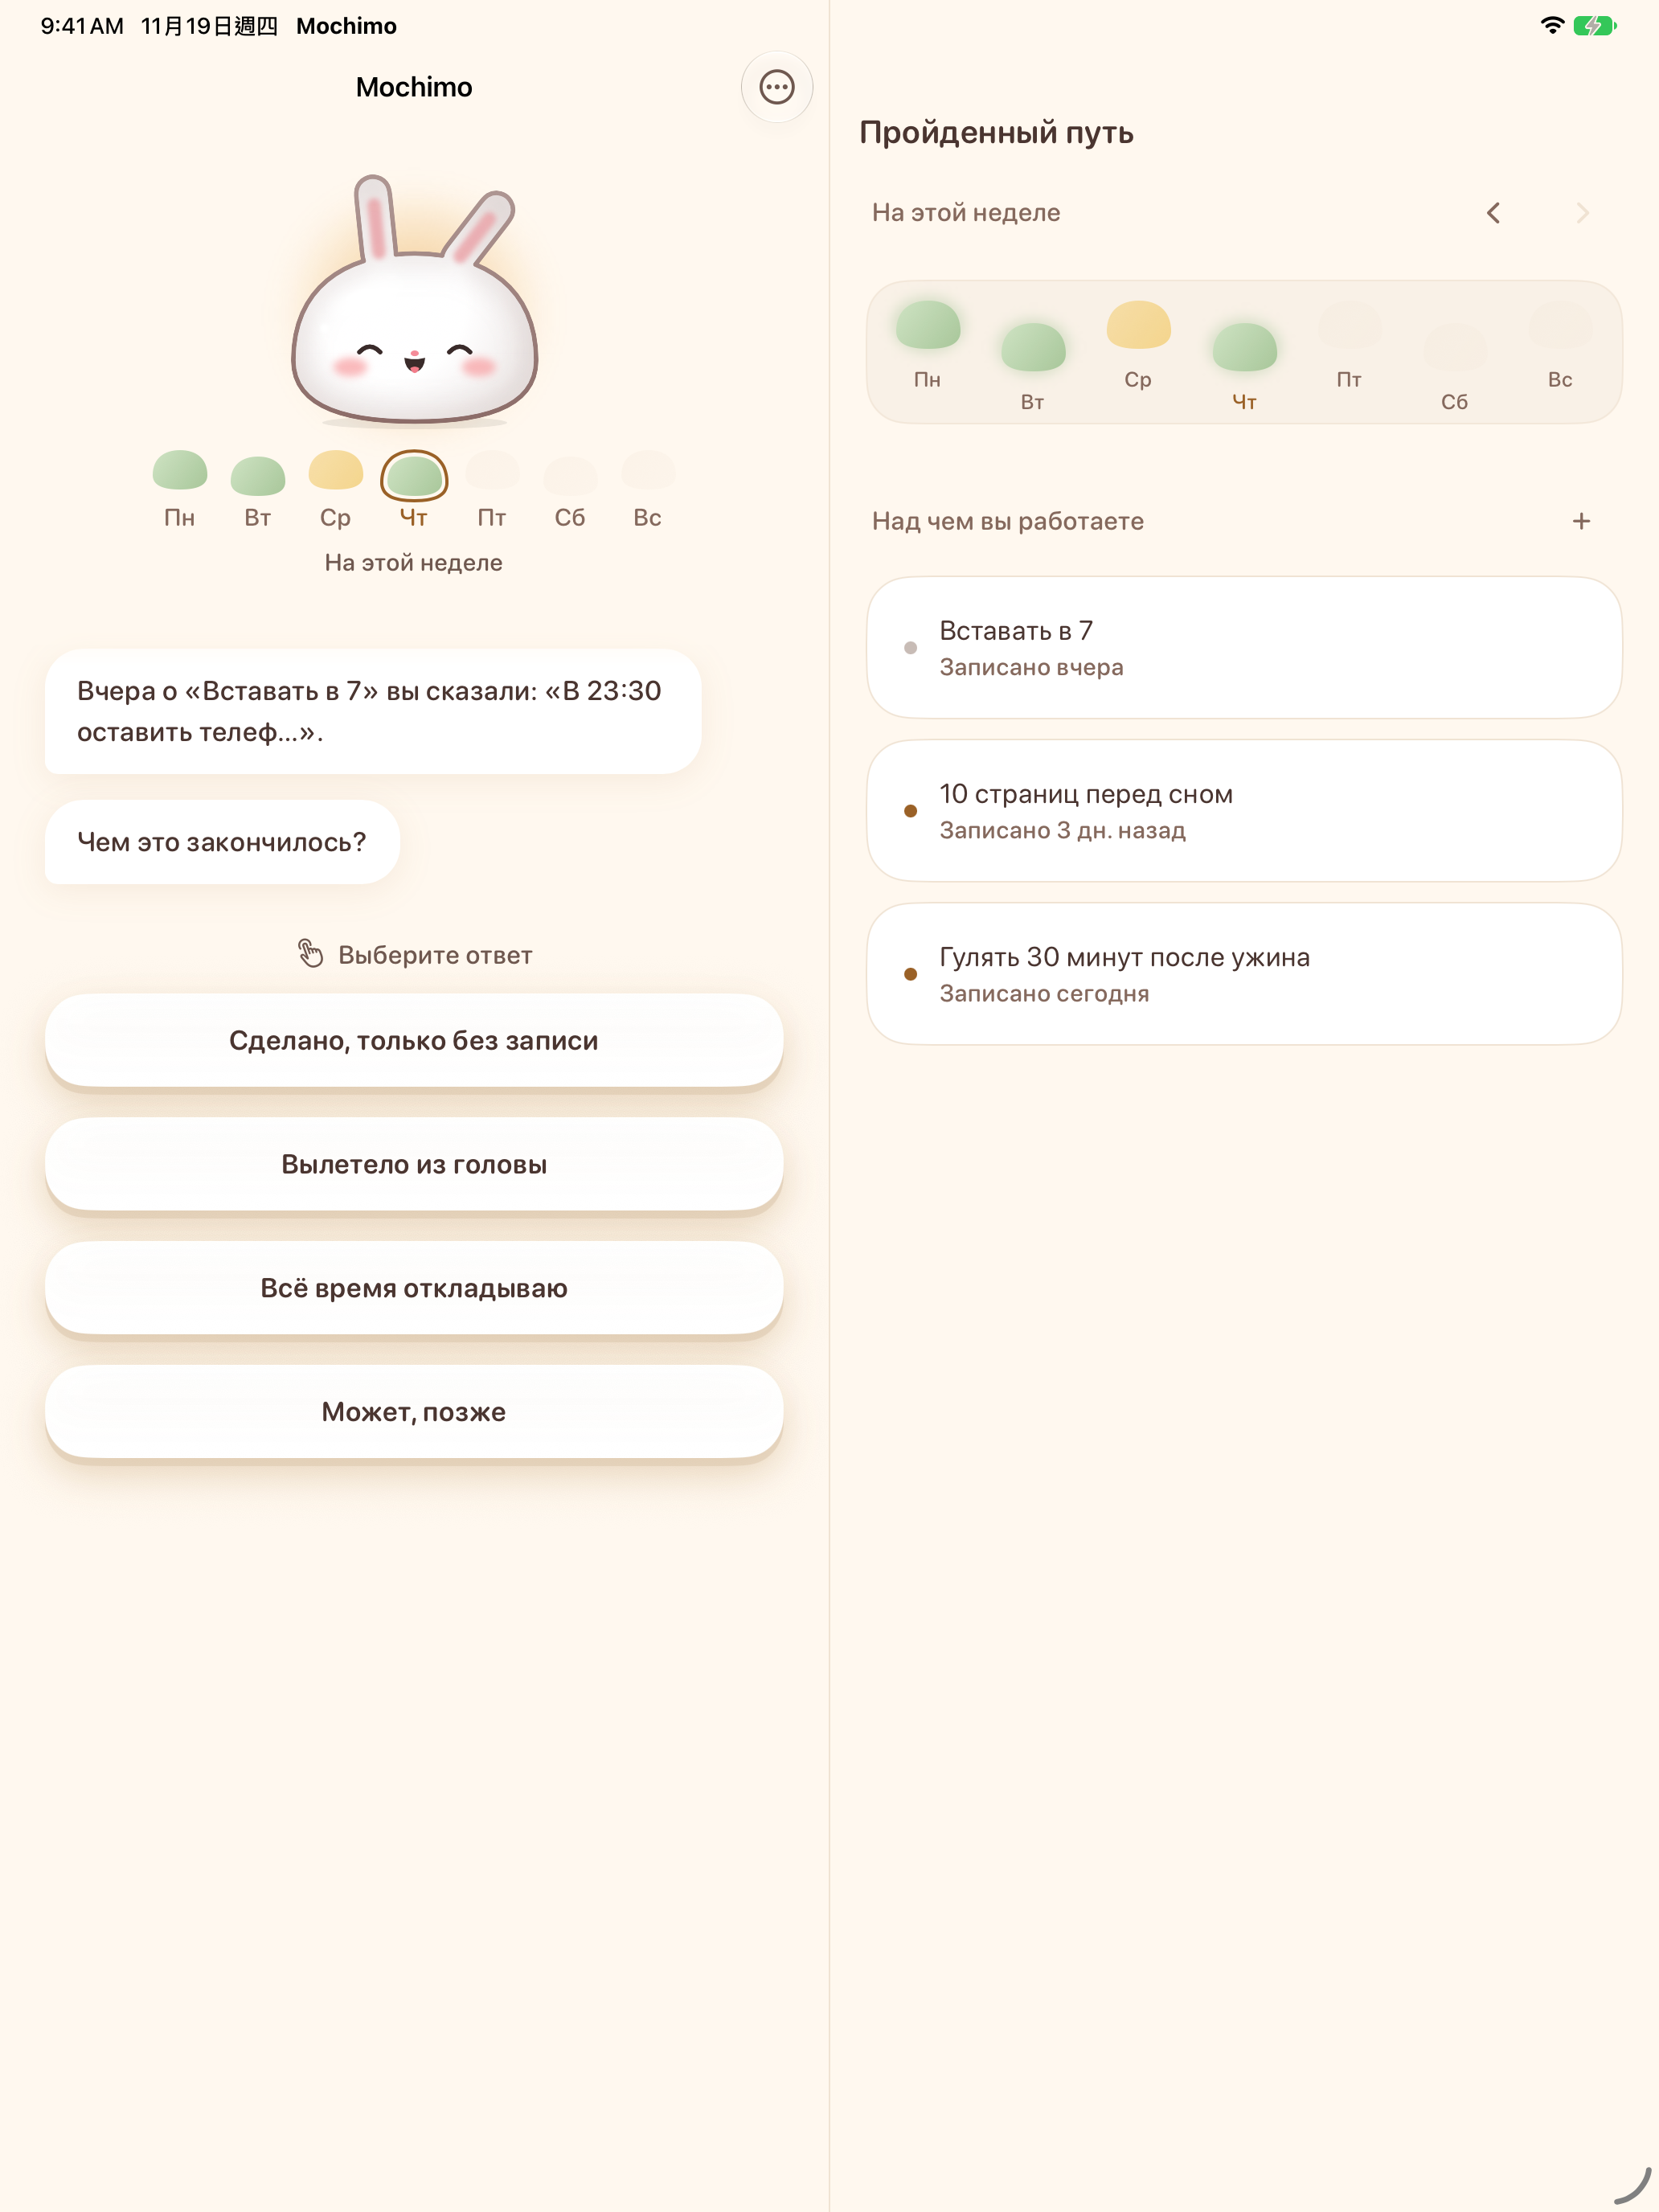 9:41 AM 11月19日週四 Mochimo
Mochimo
Пн Вт Ср Чт Пт Сб Вс
На этой неделе
Вчера о «Вставать в 7» вы сказали: «В 23:30
оставить телеф...».
Чем это закончилось?
Выберите ответ
Сделано, только без записи
Вылетело из головы
Всё время откладываю
Может, позже
Пройденный путь
На этой неделе
Пн Вт Ср Чт Пт Сб Вс
Над чем вы работаете
Вставать в 7
Записано вчера
10 страниц перед сном
Записано 3 дн. назад
Гулять 30 минут после ужина
Записано сегодня